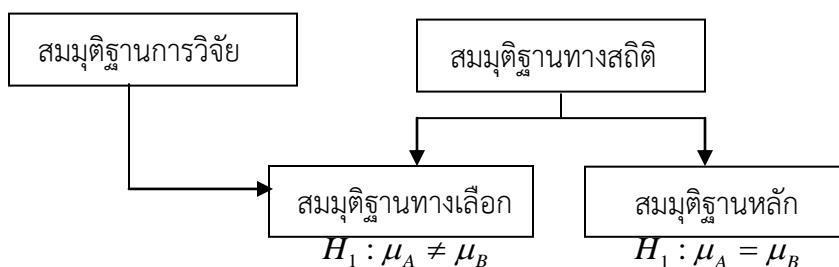 สมมุติฐานการวิจัย
สมมุติฐานทางสถิติ
สมมุติฐานทางเลือก
สมมุติฐานหลัก
H₁ : μ_A ≠ μ_B
H₁ : μ_A = μ_B